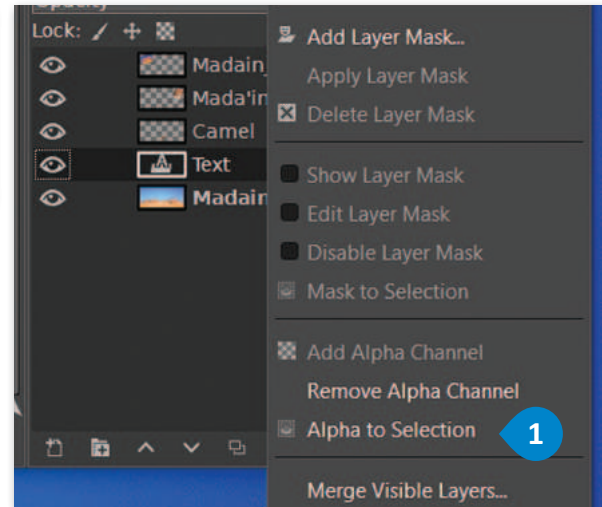 Opacity
Lock:
Madain_
Mada'in
Camel
Text
Madain
Add Layer Mask...
Apply Layer Mask
Delete Layer Mask
Show Layer Mask
Edit Layer Mask
Disable Layer Mask
Mask to Selection
Add Alpha Channel
Remove Alpha Channel
Alpha to Selection
1
Merge Visible Layers...